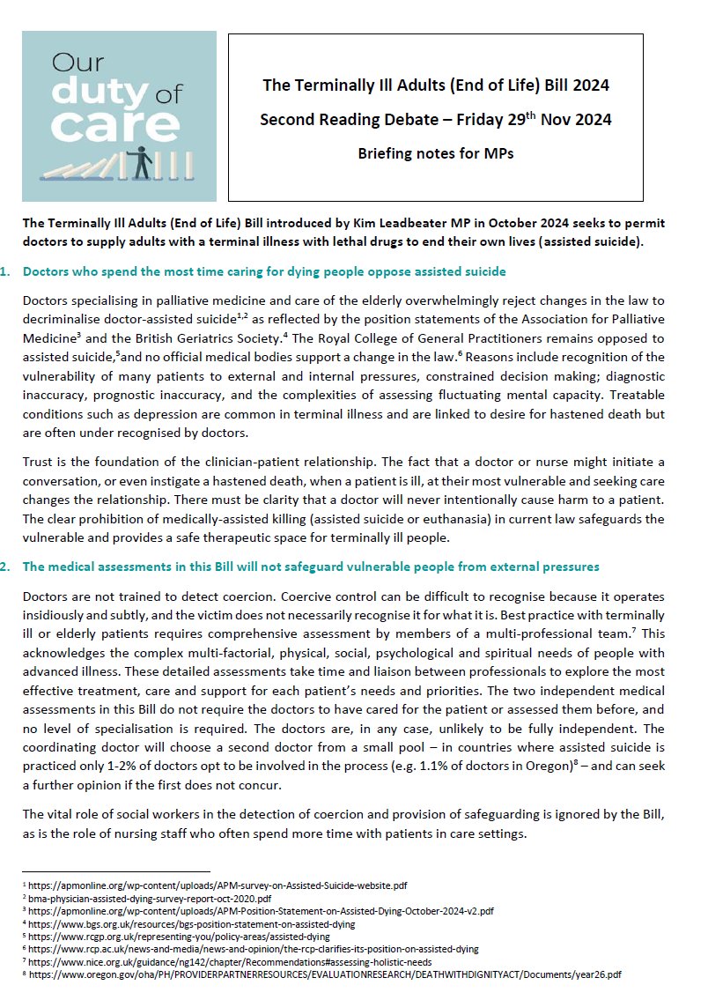 Our
duty of
care
The Terminally Ill Adults (End of Life) Bill 2024
Second Reading Debate – Friday 29th Nov 2024
Briefing notes for MPs
The Terminally Ill Adults (End of Life) Bill introduced by Kim Leadbeater MP in October 2024 seeks to permit
doctors to supply adults with a terminal illness with lethal drugs to end their own lives (assisted suicide).
1. Doctors who spend the most time caring for dying people oppose assisted suicide
Doctors specialising in palliative medicine and care of the elderly overwhelmingly reject changes in the law to
decriminalise doctor-assisted suicide1,2 as reflected by the position statements of the Association for Palliative
Medicine3 and the British Geriatrics Society.4 The Royal College of General Practitioners remains opposed to
assisted suicide,5and no official medical bodies support a change in the law.6 Reasons include recognition of the
vulnerability of many patients to external and internal pressures, constrained decision making; diagnostic
inaccuracy, prognostic inaccuracy, and the complexities of assessing fluctuating mental capacity. Treatable
conditions such as depression are common in terminal illness and are linked to desire for hastened death but
are often under recognised by doctors.
Trust is the foundation of the clinician-patient relationship. The fact that a doctor or nurse might initiate a
conversation, or even instigate a hastened death, when a patient is ill, at their most vulnerable and seeking care
changes the relationship. There must be clarity that a doctor will never intentionally cause harm to a patient.
The clear prohibition of medically-assisted killing (assisted suicide or euthanasia) in current law safeguards the
vulnerable and provides a safe therapeutic space for terminally ill people.
2. The medical assessments in this Bill will not safeguard vulnerable people from external pressures
Doctors are not trained to detect coercion. Coercive control can be difficult to recognise because it operates
insidiously and subtly, and the victim does not necessarily recognise it for what it is. Best practice with terminally
ill or elderly patients requires comprehensive assessment by members of a multi-professional team.7 This
acknowledges the complex multi-factorial, physical, social, psychological and spiritual needs of people with
advanced illness. These detailed assessments take time and liaison between professionals to explore the most
effective treatment, care and support for each patient's needs and priorities. The two independent medical
assessments in this Bill do not require the doctors to have cared for the patient or assessed them before, and
no level of specialisation is required. The doctors are, in any case, unlikely to be fully independent. The
coordinating doctor will choose a second doctor from a small pool – in countries where assisted suicide is
practiced only 1-2% of doctors opt to be involved in the process (e.g. 1.1% of doctors in Oregon)8 – and can seek
a further opinion if the first does not concur.
The vital role of social workers in the detection of coercion and provision of safeguarding is ignored by the Bill,
as is the role of nursing staff who often spend more time with patients in care settings.
1 https://apmonline.org/wp-content/uploads/APM-survey-on-Assisted-Suicide-website.pdf
2 bma-physician-assisted-dying-survey-report-oct-2020.pdf
3 https://apmonline.org/wp-content/uploads/APM-Position-Statement-on-Assisted-Dying-October-2024-v2.pdf
4 https://www.bgs.org.uk/resources/bgs-position-statement-on-assisted-dying
5 https://www.rcgp.org.uk/representing-you/policy-areas/assisted-dying
6 https://www.rcp.ac.uk/news-and-media/news-and-opinion/the-rcp-clarifies-its-position-on-assisted-dying
7 https://www.nice.org.uk/guidance/ng142/chapter/Recommendations#assessing-holistic-needs
8 https://www.oregon.gov/oha/PH/PROVIDERPARTNERRESOURCES/EVALUATIONRESEARCH/DEATHWITHDIGNITYACT/Documents/year26.pdf